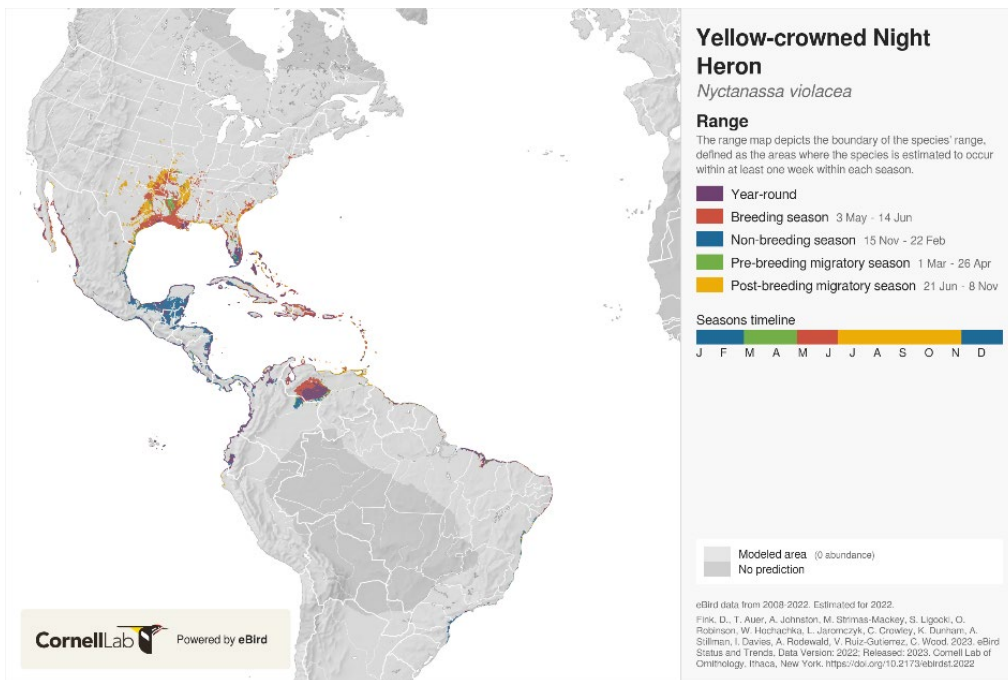 Yellow-crowned Night
Heron
Nyctanassa violacea
Range
The range map depicts the boundary of the species' range,
defined as the areas where the species is estimated to occur
within at least one week within each season.
Year-round
Breeding season 3 May - 14 Jun
Non-breeding season 15 Nov - 22 Feb
Pre-breeding migratory season 1 Mar - 26 Apr
Post-breeding migratory season 21 Jun - 8 Nov
Seasons timeline
J F M A M J J A S O N D
Modeled area (0 abundance)
No prediction
eBird data from 2008-2022. Estimated for 2022.
Fink, D., T. Auer, A. Johnston, M. Strimas-Mackey, S. Ligocki, O.
Robinson, W. Hochachka, L. Jaromczyk, C. Crowley, K. Dunham, A.
Stillman, I. Davies, A. Rodewald, V. Ruiz-Gutierrez, C. Wood. 2023. eBird
Status and Trends, Data Version: 2022; Released: 2023. Cornell Lab of
Ornithology, Ithaca, New York. https://doi.org/10.2173/ebirdst.2022
CornellLab Powered by eBird